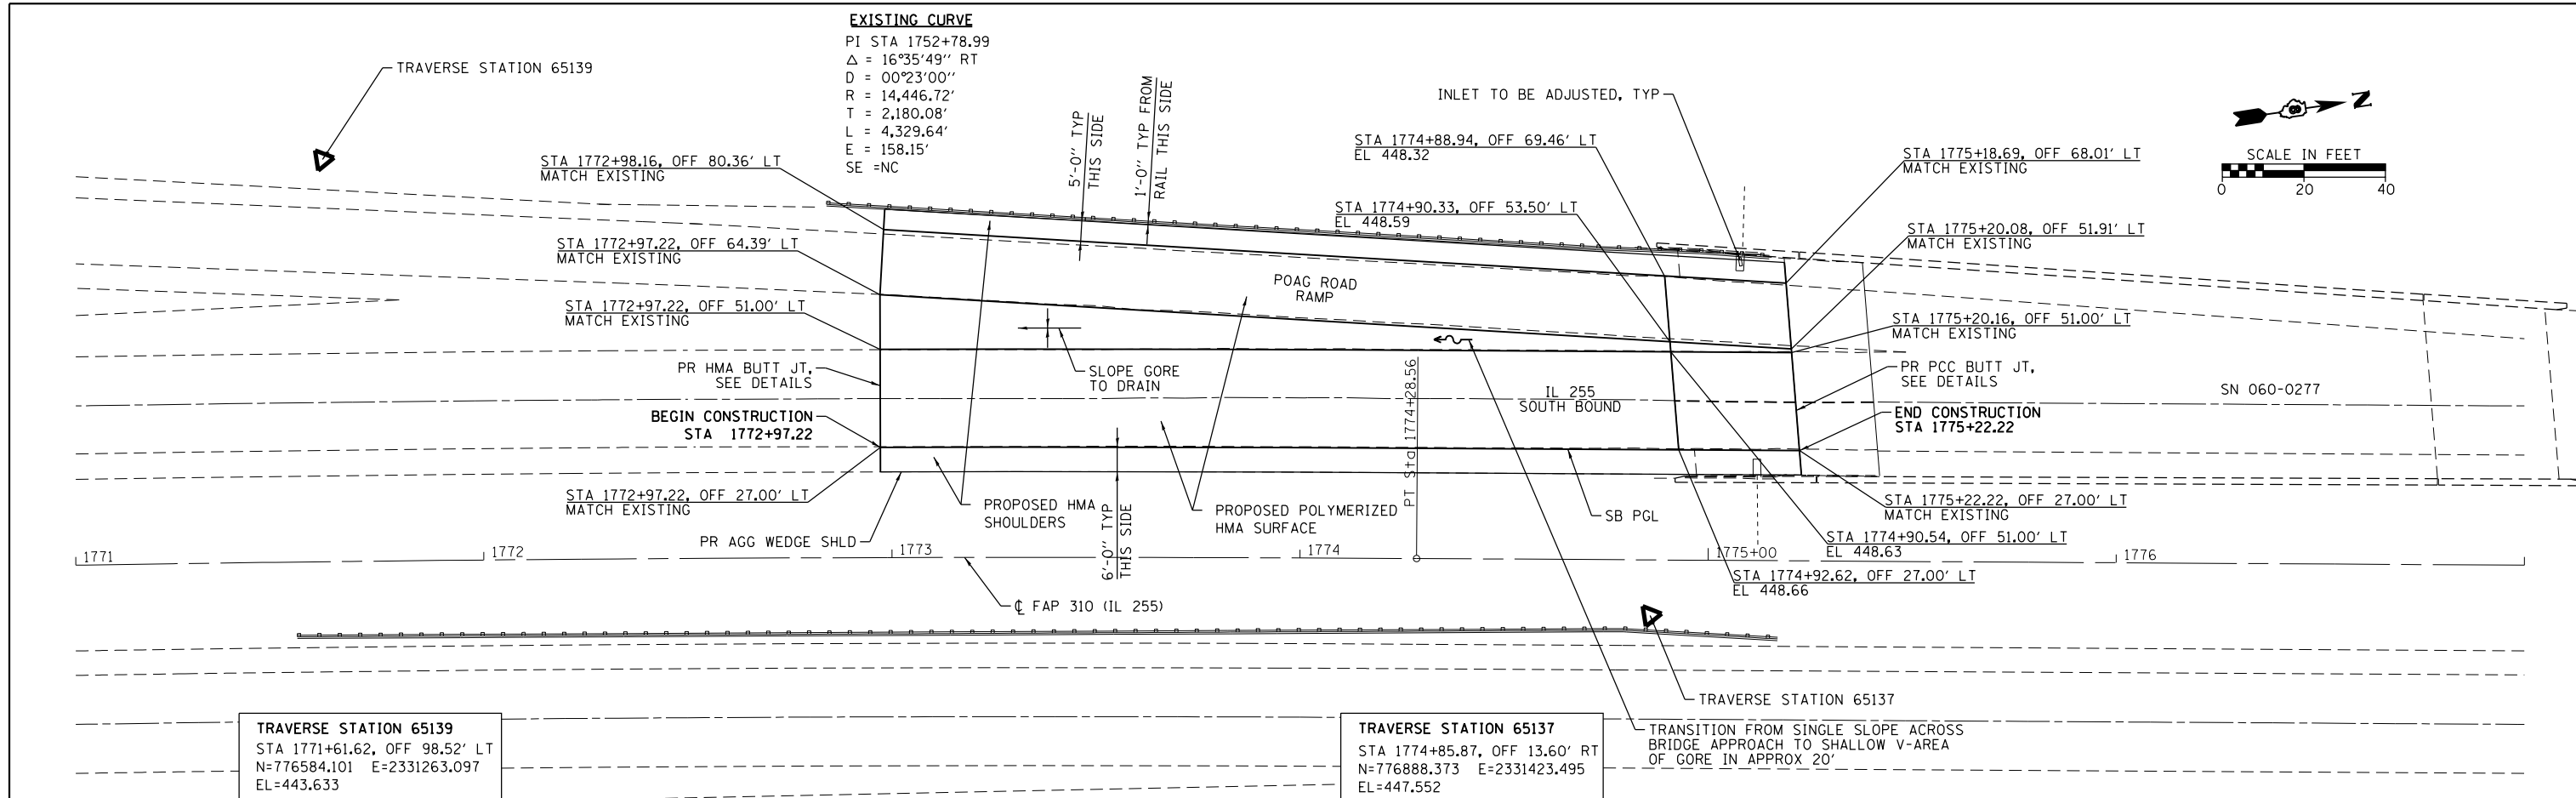 EXISTING CURVE
PI STA 1752+78.99
Δ = 16°35'49'' RT
D = 00°23'00''
R = 14,446.72'
T = 2,180.08'
L = 4,329.64'
E = 158.15'
SE =NC
TRAVERSE STATION 65139
5'-0'' TYP
THIS SIDE
1'-0'' TYP FROM
RAIL THIS SIDE
INLET TO BE ADJUSTED, TYP
N
SCALE IN FEET
0 20 40
STA 1772+98.16, OFF 80.36' LT
MATCH EXISTING
STA 1774+88.94, OFF 69.46' LT
EL 448.32
STA 1775+18.69, OFF 68.01' LT
MATCH EXISTING
STA 1774+90.33, OFF 53.50' LT
EL 448.59
STA 1775+20.08, OFF 51.91' LT
MATCH EXISTING
STA 1772+97.22, OFF 64.39' LT
MATCH EXISTING
POAG ROAD
RAMP
STA 1772+97.22, OFF 51.00' LT
MATCH EXISTING
STA 1775+20.16, OFF 51.00' LT
MATCH EXISTING
PR HMA BUTT JT,
SEE DETAILS
SLOPE GORE
TO DRAIN
PR PCC BUTT JT,
SEE DETAILS
SN 060-0277
IL 255
SOUTH BOUND
BEGIN CONSTRUCTION
STA 1772+97.22
END CONSTRUCTION
STA 1775+22.22
PT Sta 1774+28.56
STA 1772+97.22, OFF 27.00' LT
MATCH EXISTING
PROPOSED HMA
SHOULDERS
PROPOSED POLYMERIZED
HMA SURFACE
SB PGL
STA 1775+22.22, OFF 27.00' LT
MATCH EXISTING
PR AGG WEDGE SHLD
6'-0'' TYP
THIS SIDE
STA 1774+90.54, OFF 51.00' LT
EL 448.63
1771 1772 1773 1774 1775+00 1776
STA 1774+92.62, OFF 27.00' LT
EL 448.66
℄ FAP 310 (IL 255)
TRAVERSE STATION 65137
TRANSITION FROM SINGLE SLOPE ACROSS
BRIDGE APPROACH TO SHALLOW V-AREA
OF GORE IN APPROX 20'
TRAVERSE STATION 65139
STA 1771+61.62, OFF 98.52' LT
N=776584.101 E=2331263.097
EL=443.633
TRAVERSE STATION 65137
STA 1774+85.87, OFF 13.60' RT
N=776888.373 E=2331423.495
EL=447.552